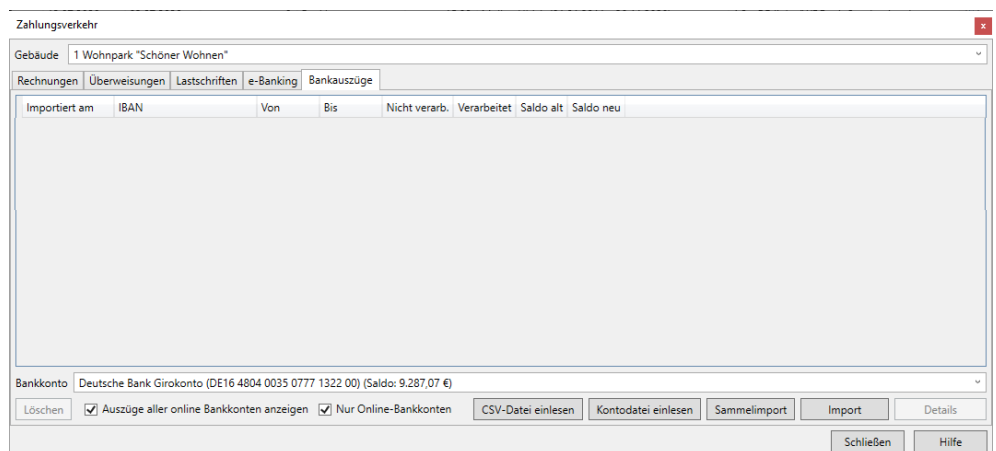 Zahlungsverkehr x
Gebäude 1 Wohnpark "Schöner Wohnen"
Rechnungen Überweisungen Lastschriften e-Banking Bankauszüge
Importiert am IBAN Von Bis Nicht verarb. Verarbeitet Saldo alt Saldo neu
Bankkonto Deutsche Bank Girokonto (DE16 4804 0035 0777 1322 00) (Saldo: 9.287,07 €)
Löschen Auszüge aller online Bankkonten anzeigen Nur Online-Bankkonten CSV-Datei einlesen Kontodatei einlesen Sammelimport Import Details
Schließen Hilfe